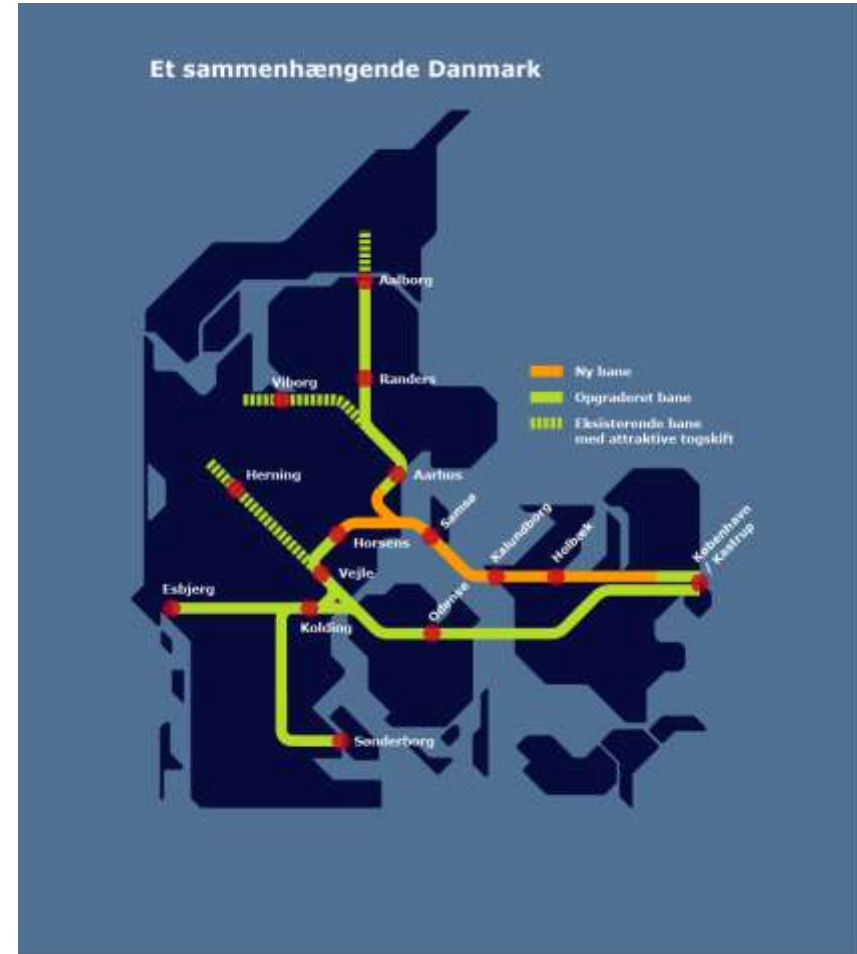 Et sammenhængende Danmark
Aalborg
Viborg
Randers
Ny bane
Opgraderet bane
Eksisterende bane
med attraktive togskift
Herning
Aarhus
Samsø
Kalundborg
Holbæk
København
/ Kastrup
Horsens
Vejle
Esbjerg
Odense
Kolding
Sønderborg